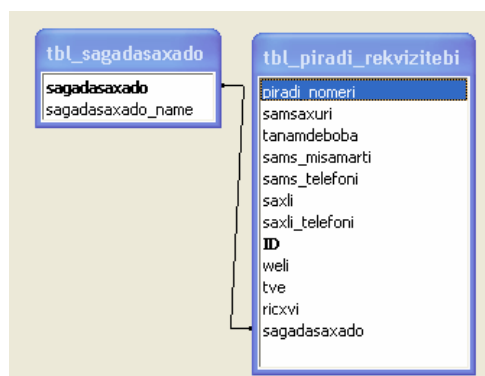 tbl_sagadasaxado
sagadasaxado
sagadasaxado_name
tbl_piradi_rekvizitebi
piradi_nomeri
samsaxuri
tanamdeboba
sams_misamarti
sams_telefoni
saxli
saxli_telefoni
ID
weli
tve
ricxvi
sagadasaxado